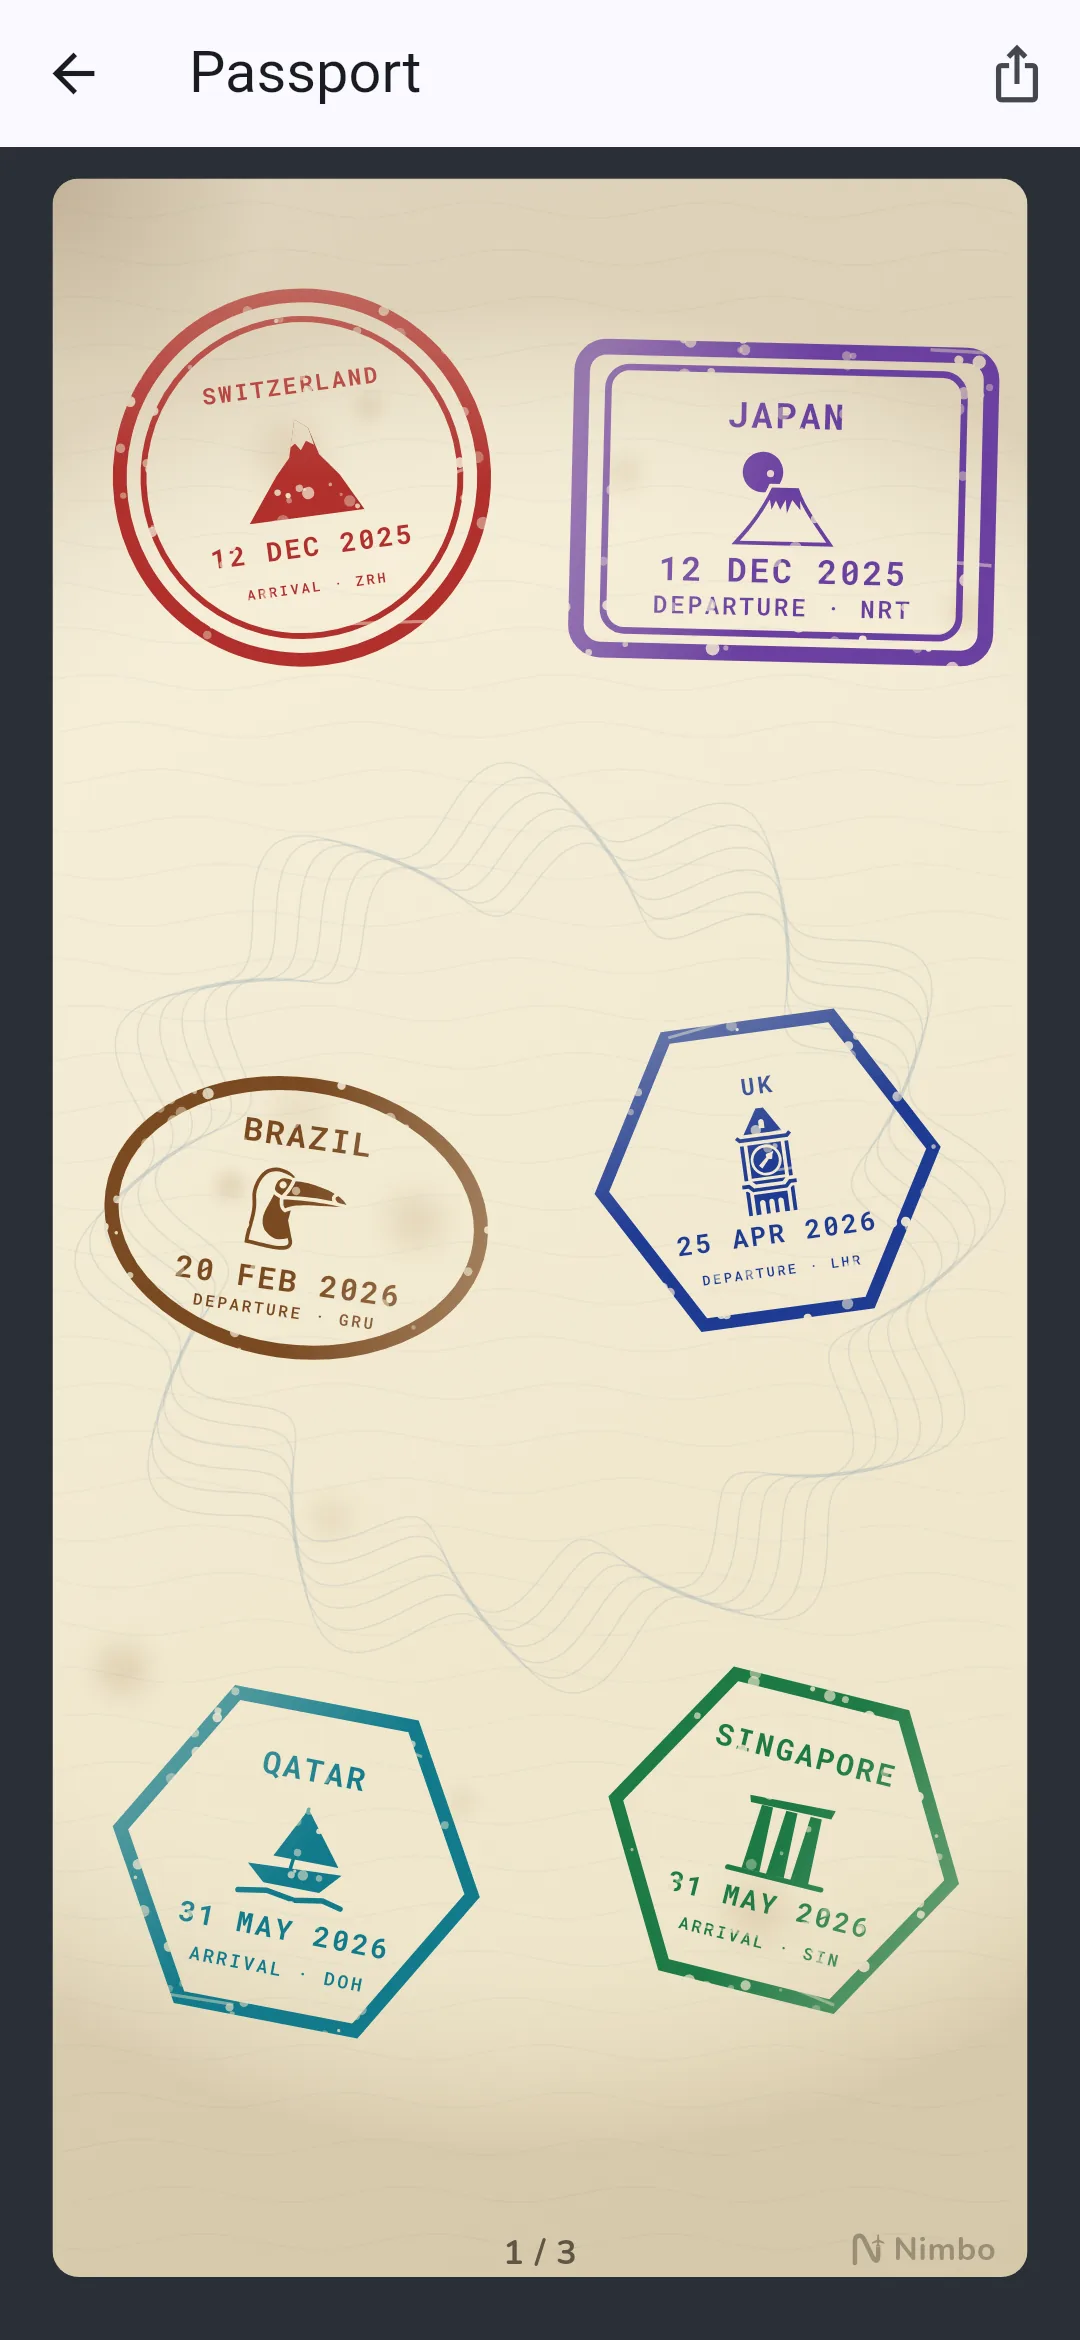 Passport
SWITZERLAND
12 DEC 2025
ARRIVAL · ZRH
JAPAN
12 DEC 2025
DEPARTURE · NRT
BRAZIL
20 FEB 2026
DEPARTURE · GRU
UK
25 APR 2026
DEPARTURE · LHR
QATAR
31 MAY 2026
ARRIVAL · DOH
SINGAPORE
31 MAY 2026
ARRIVAL · SIN
1 / 3
Nimbo